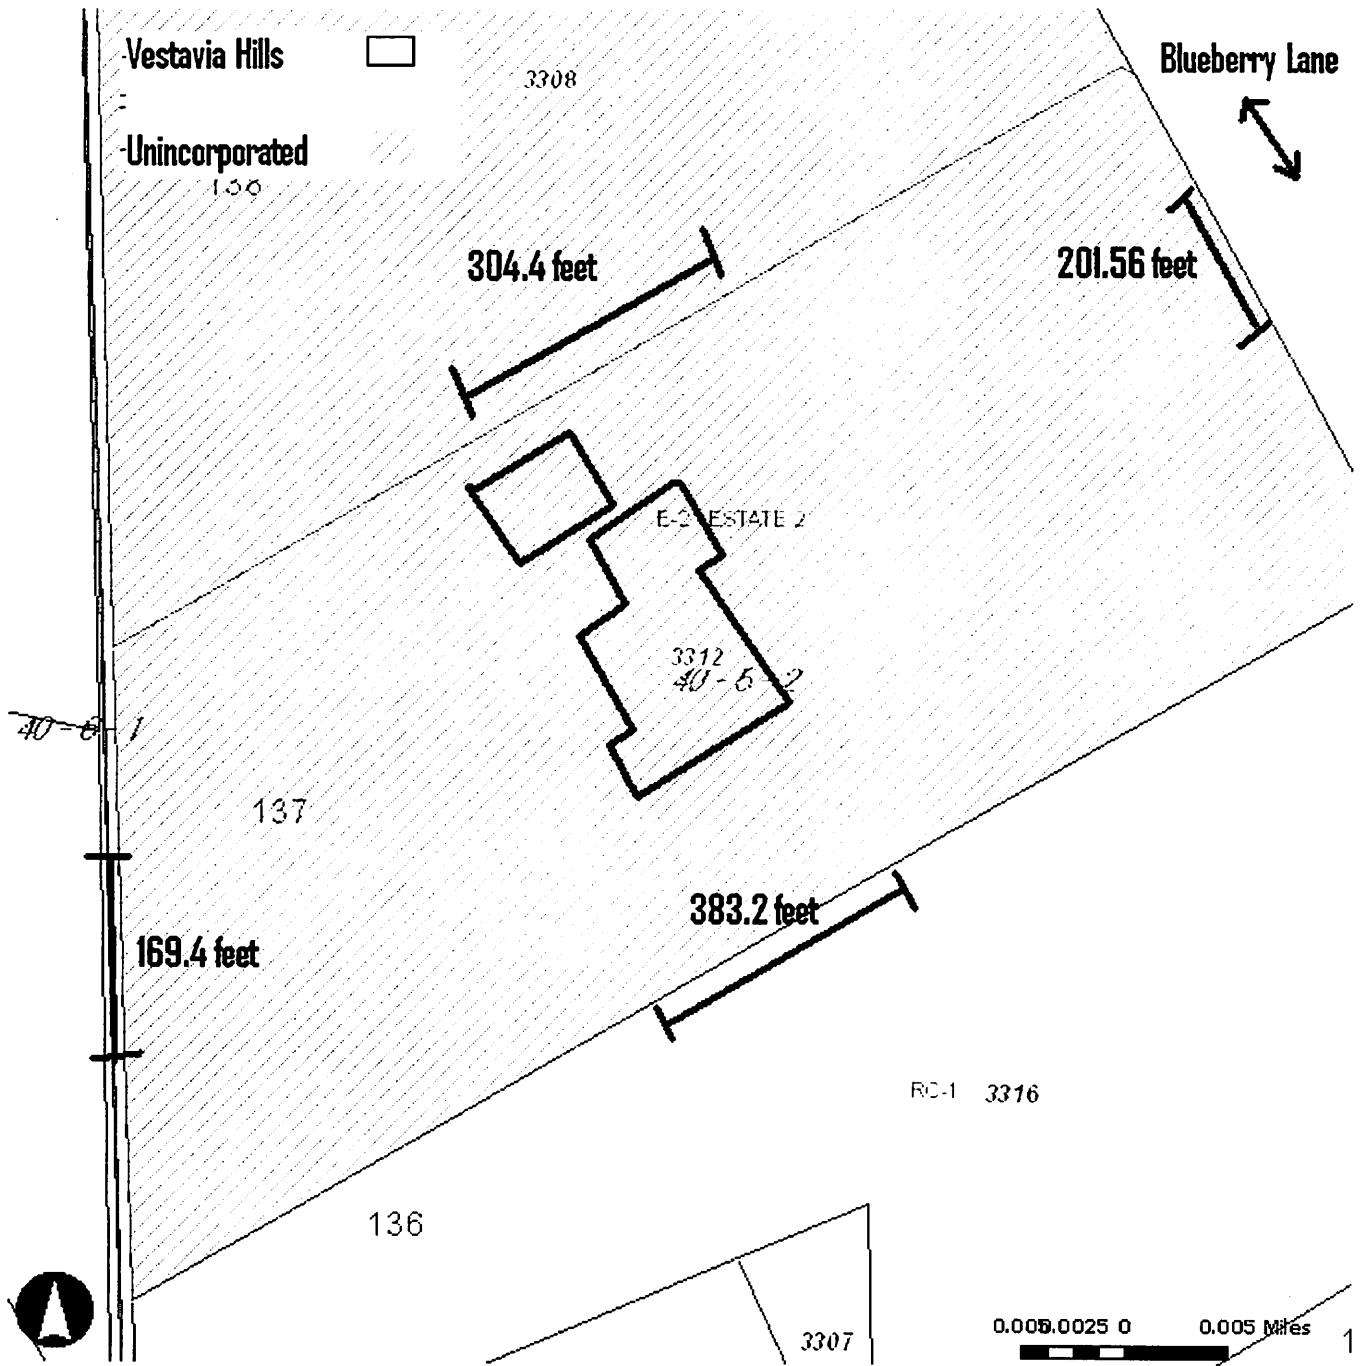 Vestavia Hills
Blueberry Lane
3308
Unincorporated
138
304.4 feet
201.56 feet
E-2 ESTATE 2
3312
40-6-2
40-6-1
137
383.2 feet
169.4 feet
RC-1 3316
136
0.005 0.0025 0 0.005 Miles
3307
1